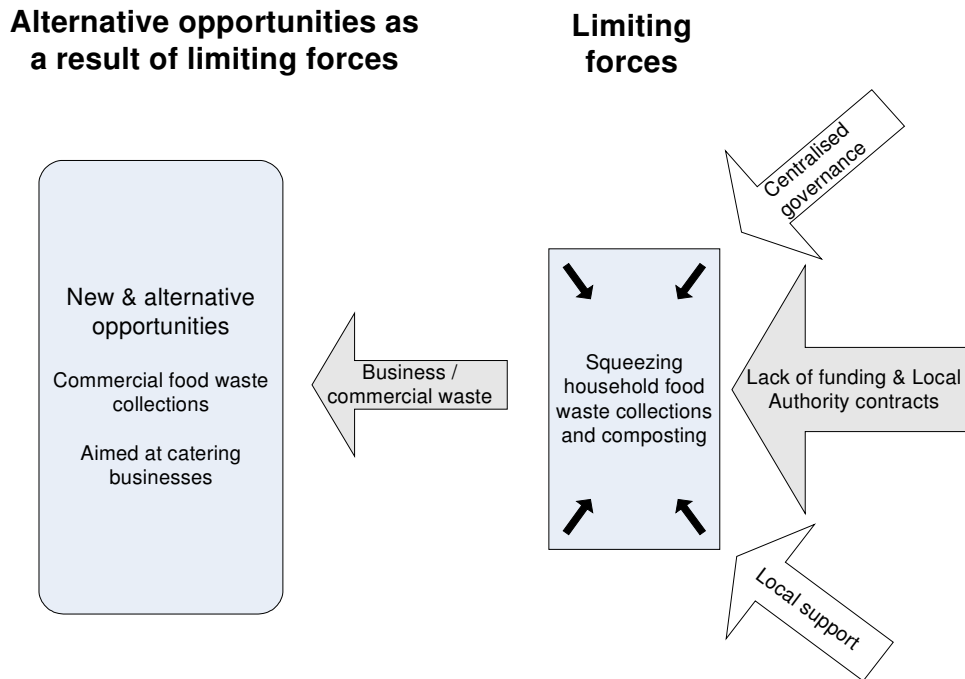 Alternative opportunities as
a result of limiting forces
Limiting
forces
New & alternative
opportunities
Commercial food waste
collections
Aimed at catering
businesses
Business /
commercial waste
Squeezing
household food
waste collections
and composting
Centralised
governance
Lack of funding & Local
Authority contracts
Local support